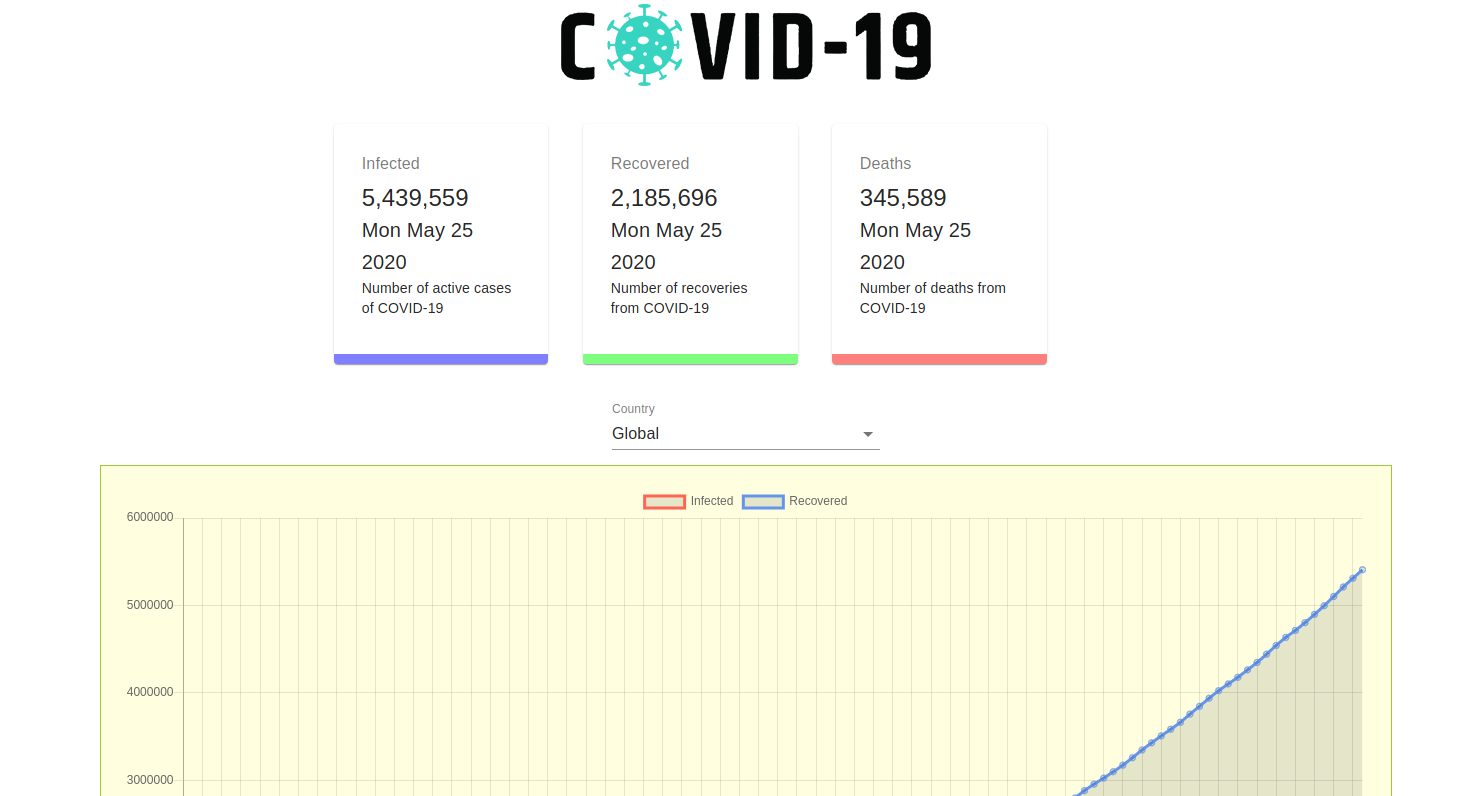 COVID-19
Infected
5,439,559
Mon May 25
2020
Number of active cases
of COVID-19
Recovered
2,185,696
Mon May 25
2020
Number of recoveries
from COVID-19
Deaths
345,589
Mon May 25
2020
Number of deaths from
COVID-19
Country
Global
Infected Recovered
6000000
5000000
4000000
3000000